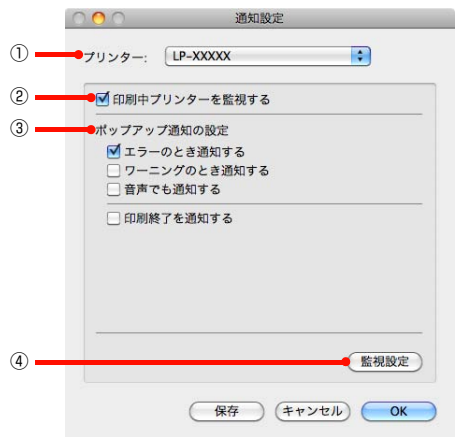 通知設定
① プリンター: LP-XXXXX
② 印刷中プリンターを監視する
③ ポップアップ通知の設定
エラーのとき通知する
ワーニングのとき通知する
音声でも通知する
印刷終了を通知する
④ 監視設定
保存 キャンセル OK